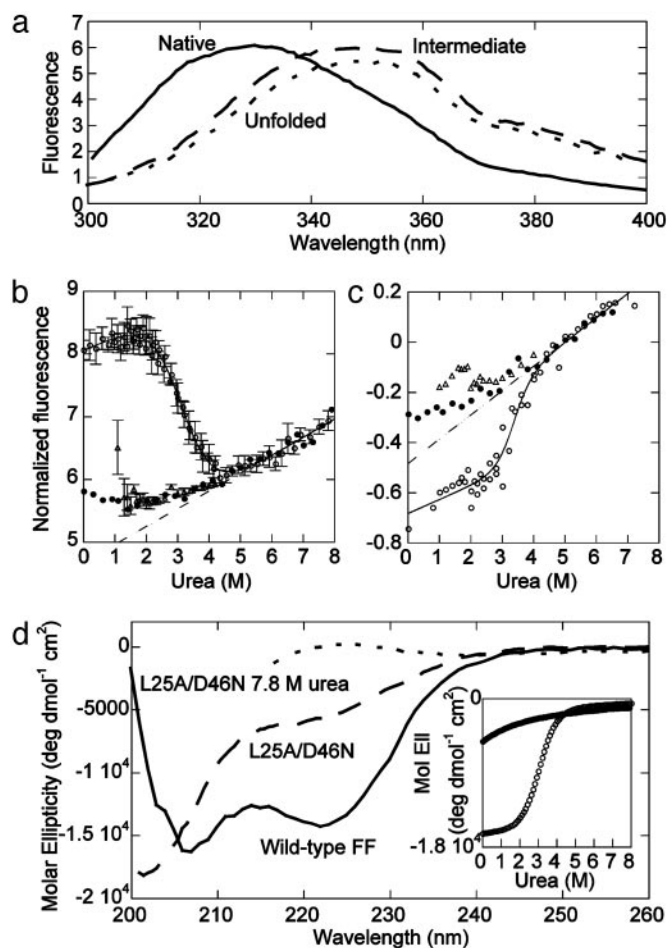 a
7
6
5
4
3
2
1
0
Fluorescence
Native
Intermediate
Unfolded
300
320
340
360
380
400
Wavelength (nm)
b
9
8
7
6
5
Normalized fluorescence
0 1 2 3 4 5 6 7 8
Urea (M)
c
0.2
0
-0.2
-0.4
-0.6
-0.8
0 1 2 3 4 5 6 7 8
Urea (M)
d
0
-5000
-1 10⁴
-1.5 10⁴
-2 10⁴
Molar Ellipticity (deg dmol⁻¹ cm²)
L25A/D46N 7.8 M urea
L25A/D46N
Wild-type FF
200
210
220
230
240
250
260
Wavelength (nm)
Mol Ell
(deg dmol⁻¹ cm²)
0
-1.8 10⁴
0 1 2 3 4 5 6 7 8
Urea (M)